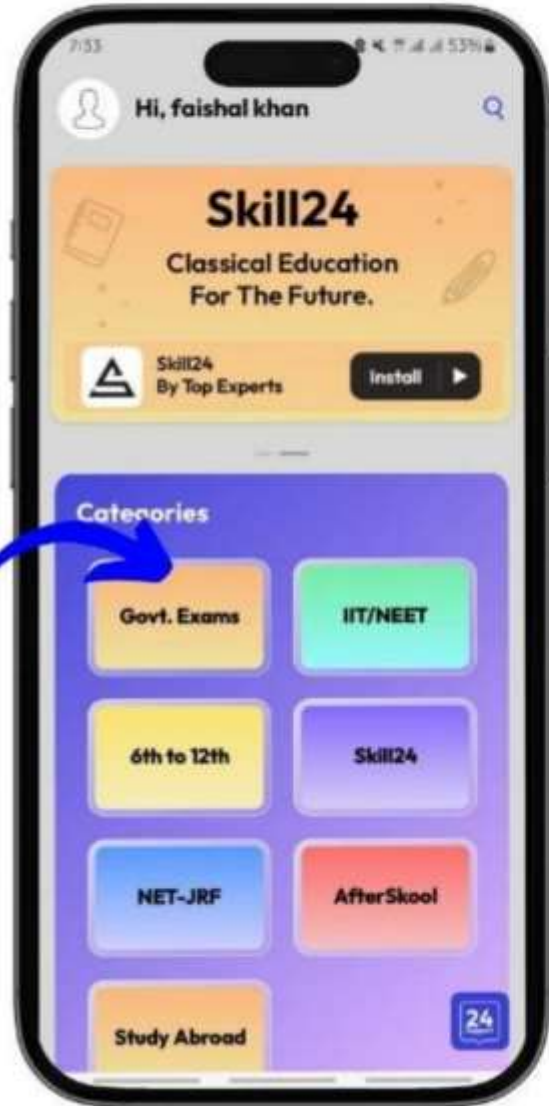 7:33
53%
Hi, faishal khan
Skill24
Classical Education
For The Future.
Skill24
By Top Experts
Install
Categories
Govt. Exams
IIT/NEET
6th to 12th
Skill24
NET-JRF
AfterSkool
Study Abroad
24